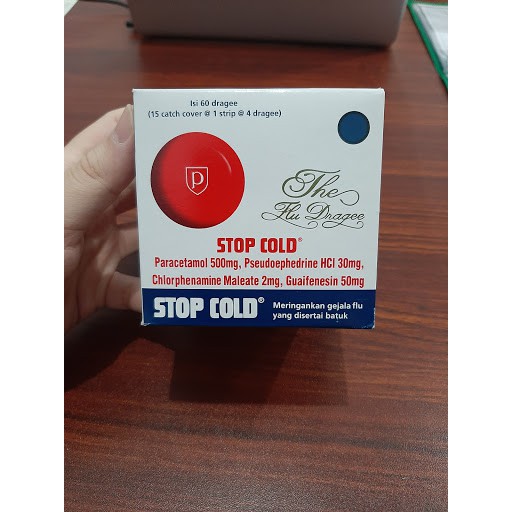 Isi 60 dragee
(15 catch cover @ 1 strip @ 4 dragee)
p
The
Flu Dragee
STOP COLD®
Paracetamol 500mg, Pseudoephedrine HCl 30mg,
Chlorphenamine Maleate 2mg, Guaifenesin 50mg
STOP COLD®
Meringankan gejala flu
yang disertai batuk